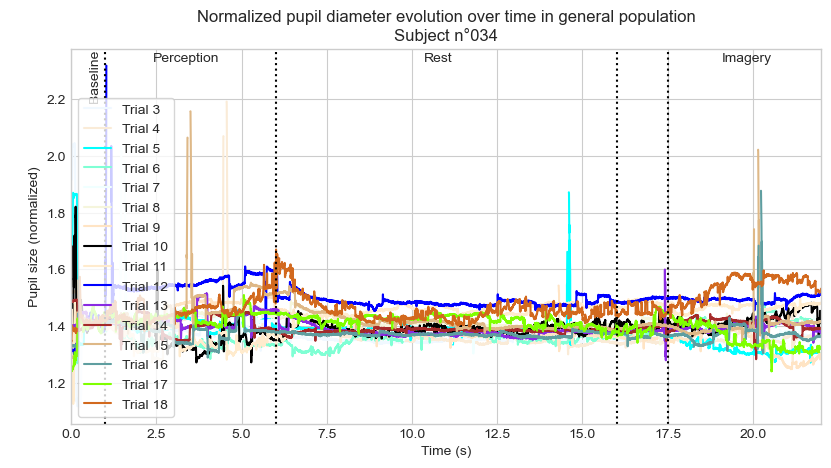 Normalized pupil diameter evolution over time in general population
Subject n°034
Baseline
Perception
Rest
Imagery
Pupil size (normalized)
2.2
2.0
1.8
1.6
1.4
1.2
Trial 3
Trial 4
Trial 5
Trial 6
Trial 7
Trial 8
Trial 9
Trial 10
Trial 11
Trial 12
Trial 13
Trial 14
Trial 15
Trial 16
Trial 17
Trial 18
0.0
2.5
5.0
7.5
10.0
12.5
15.0
17.5
20.0
Time (s)